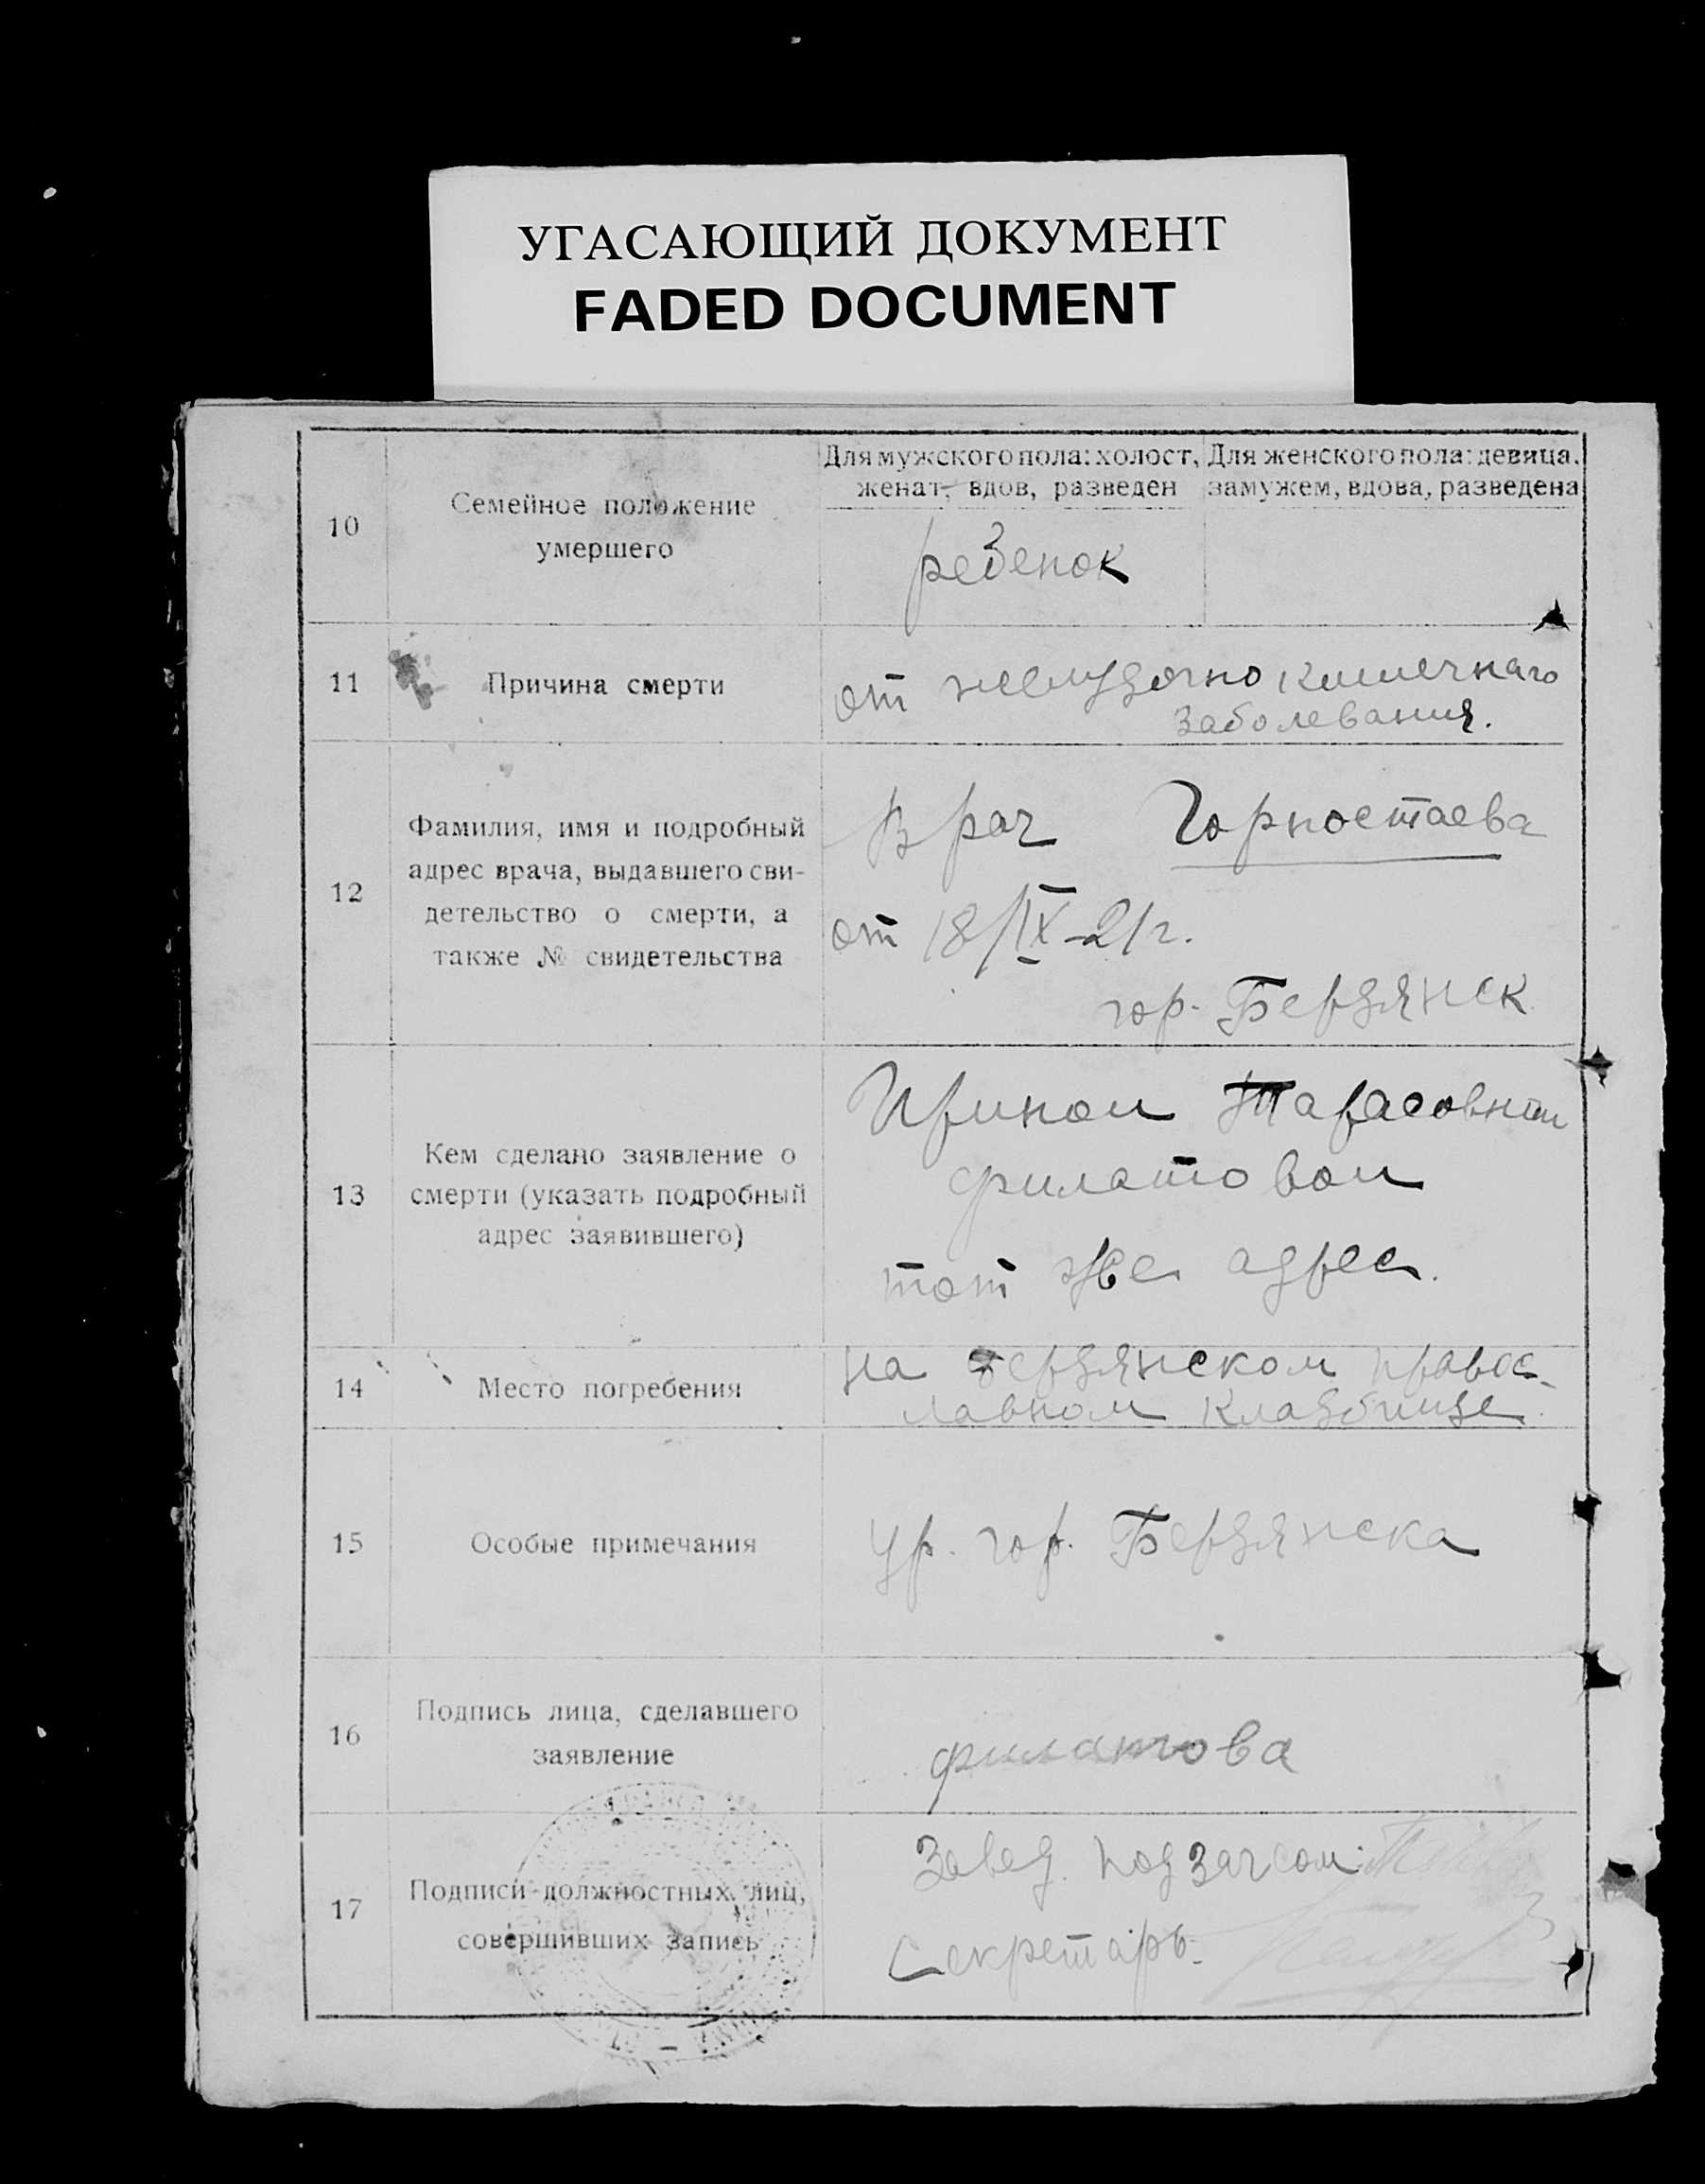 УГАСАЮЩИЙ ДОКУМЕНТ
FADED DOCUMENT
10
Семейное положение
умершего
Для мужского пола: холост,
женат, вдов, разведен
Для женского пола: девица,
замужем, вдова, разведена
ребенок
11
Причина смерти
от желудочно кишечнаго
заболевания.
12
Фамилия, имя и подробный
адрес врача, выдавшего сви-
детельство о смерти, а
также № свидетельства
Врач Горностаева
от 18/IX-21г.
гор. Бердянск
13
Кем сделано заявление о
смерти (указать подробный
адрес заявившего)
Ириной Тарасовной
Филатовой
тот же адрес.
14
Место погребения
на Бердянском правос-
лавном кладбище.
15
Особые примечания
Ур. гор. Бердянска
16
Подпись лица, сделавшего
заявление
Филатова
17
Подписи должностных лиц,
совершивших запись
Завед. подзагсом
Секретарь